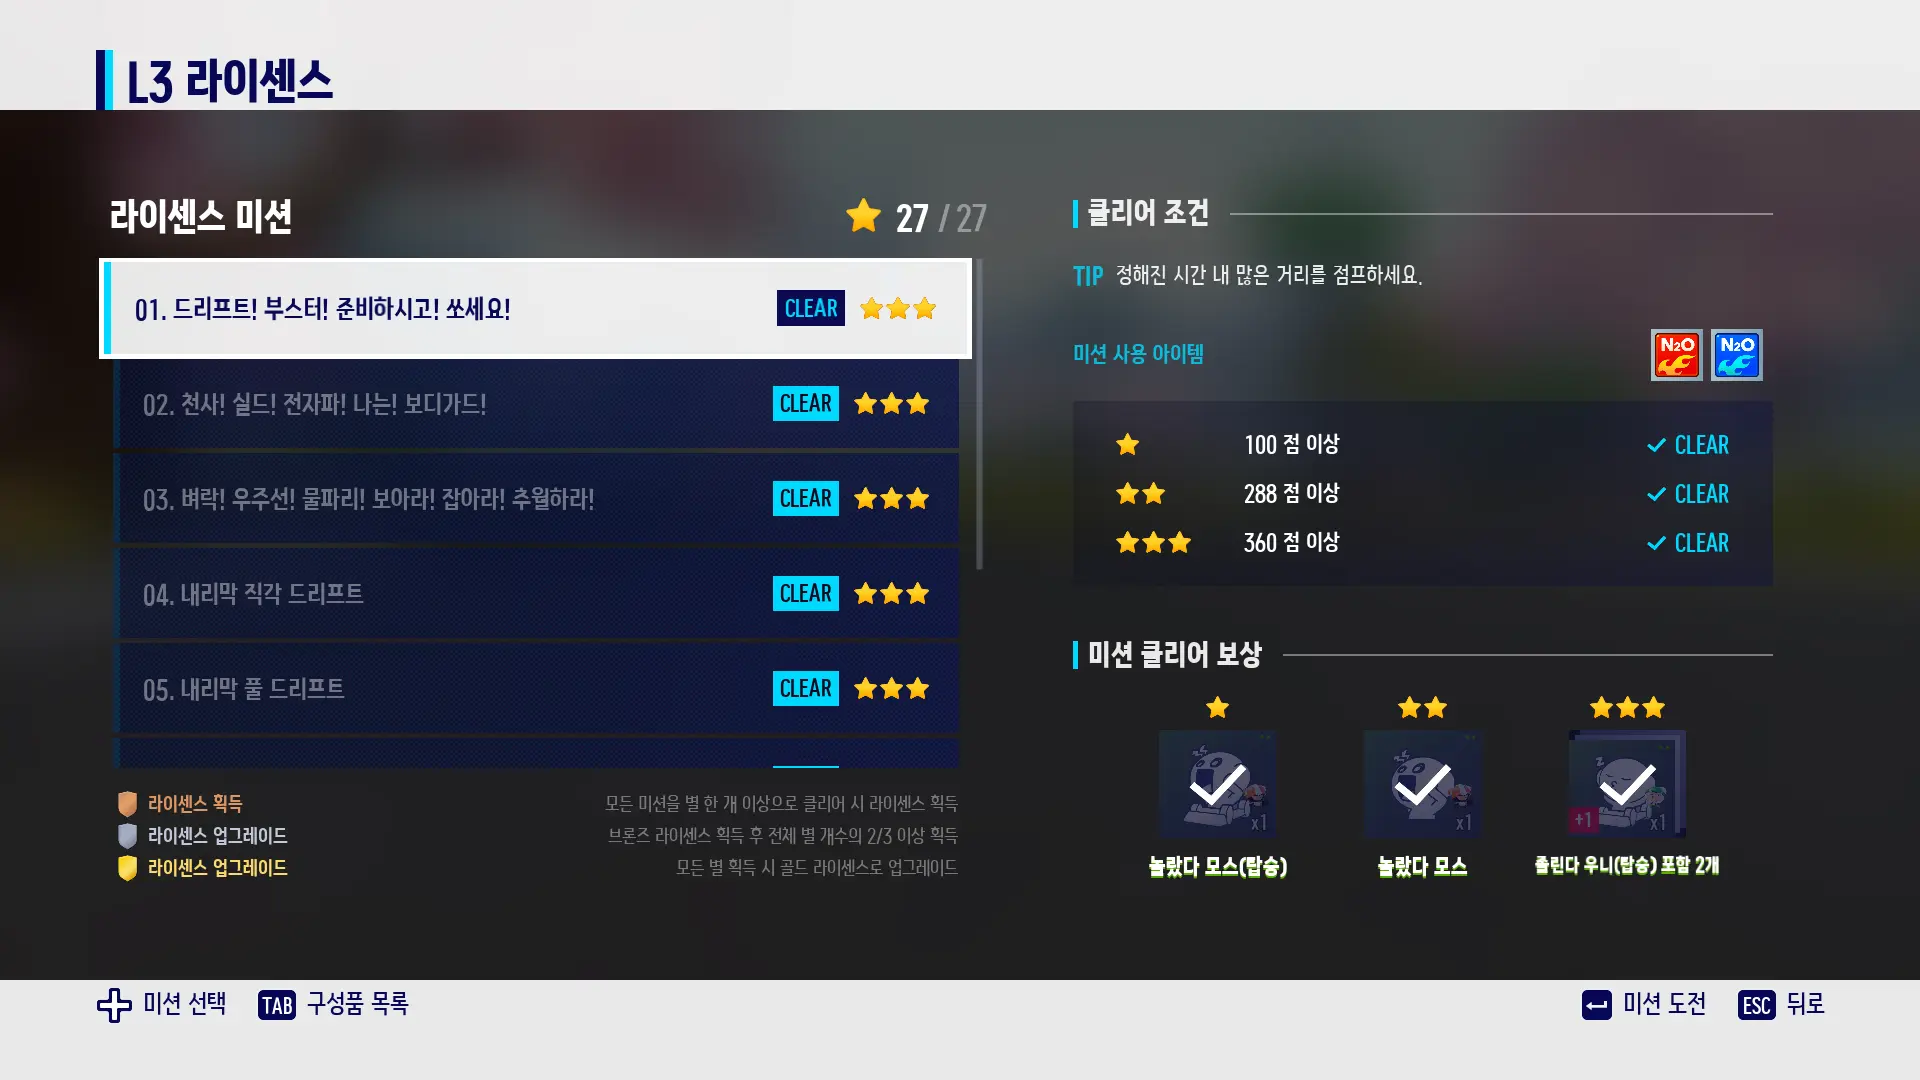 L3 라이센스
라이센스 미션
27 / 27
01. 드리프트! 부스터! 준비하시고! 쏘세요!
CLEAR
02. 천사! 실드! 전자파! 나는! 보디가드!
CLEAR
03. 벼락! 우주선! 물파리! 보아라! 잡아라! 추월하라!
CLEAR
04. 내리막 직각 드리프트
CLEAR
05. 내리막 풀 드리프트
CLEAR
라이센스 획득
모든 미션을 별 한 개 이상으로 클리어 시 라이센스 획득
라이센스 업그레이드
브론즈 라이센스 획득 후 전체 별 개수의 2/3 이상 획득
라이센스 업그레이드
모든 별 획득 시 골드 라이센스로 업그레이드
클리어 조건
TIP 정해진 시간 내 많은 거리를 점프하세요.
미션 사용 아이템
N2O N2O
100 점 이상 CLEAR
288 점 이상 CLEAR
360 점 이상 CLEAR
미션 클리어 보상
x1
x1
+1 x1
놀랐다 모스(탑승)
놀랐다 모스
졸린다 우니(탑승) 포함 2개
미션 선택
TAB 구성품 목록
미션 도전
ESC 뒤로